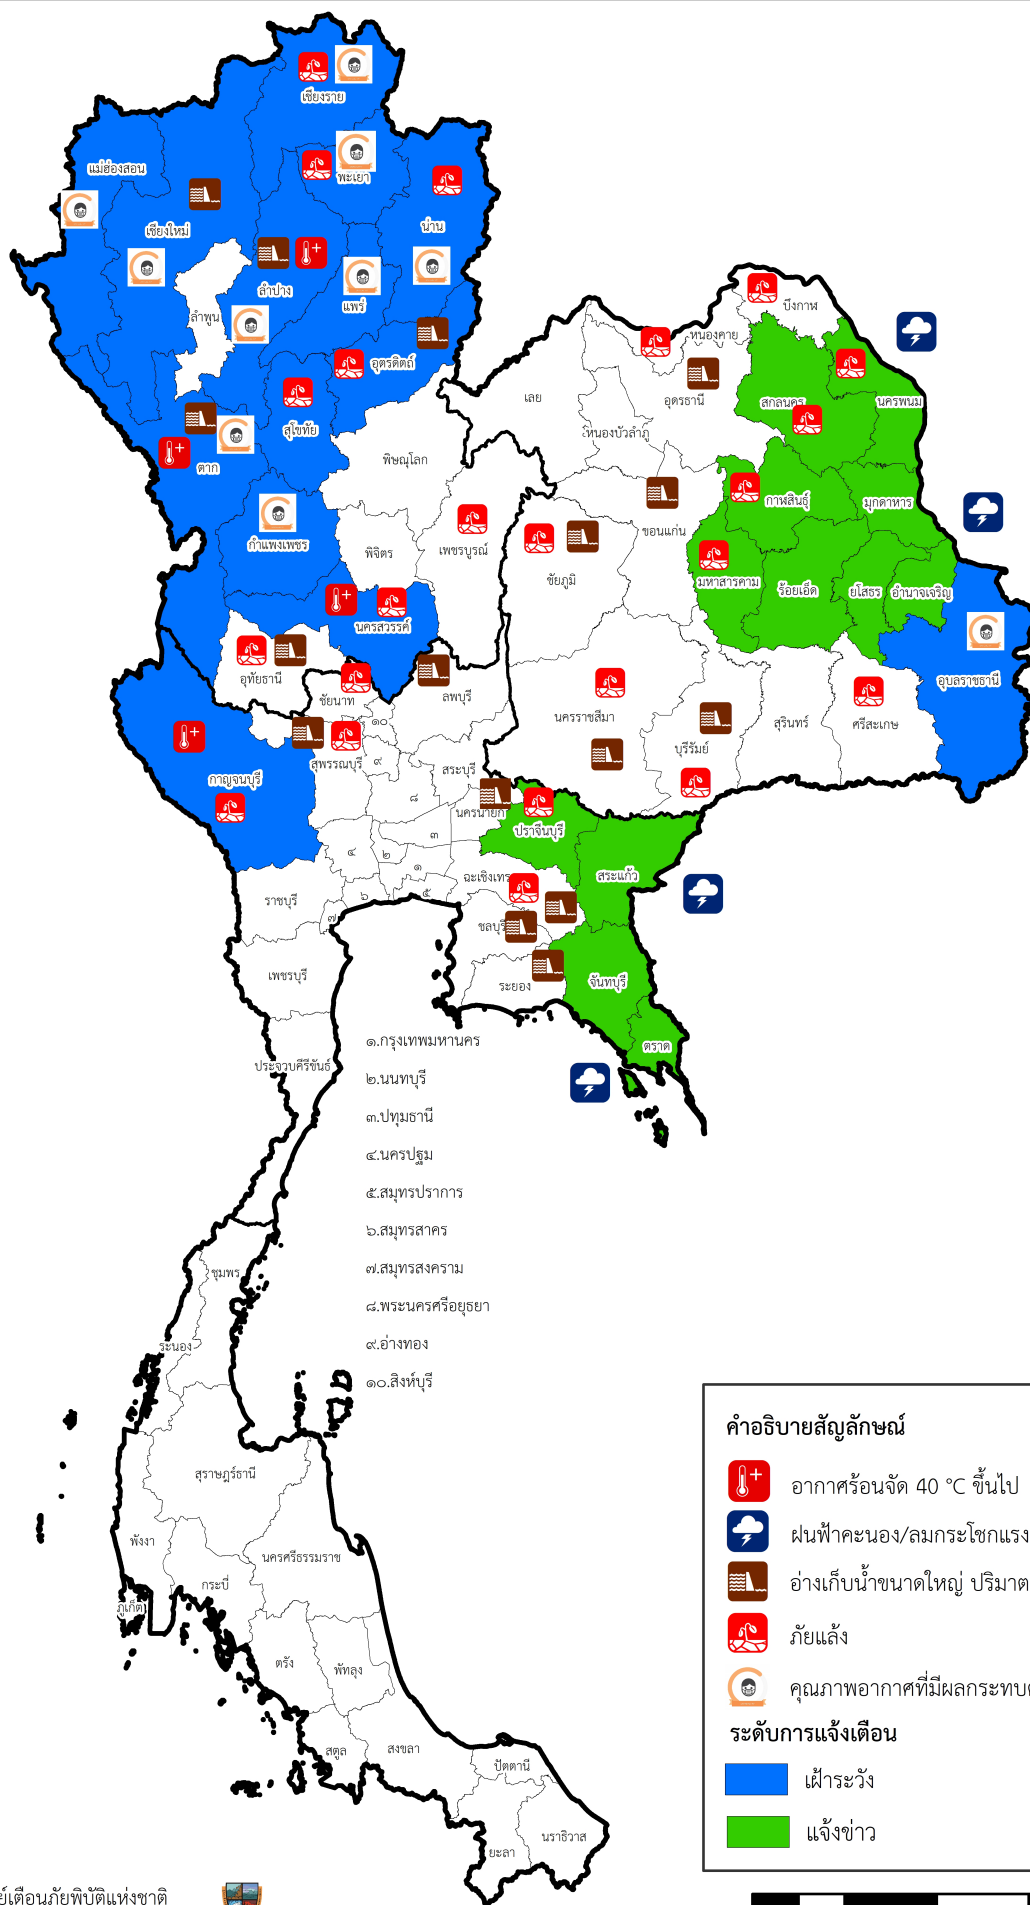 เชียงราย
พะเยา
แม่ฮ่องสอน
น่าน
เชียงใหม่
ลำปาง
แพร่
ลำพูน
อุตรดิตถ์
สุโขทัย
ตาก
พิษณุโลก
กำแพงเพชร
พิจิตร
เพชรบูรณ์
นครสวรรค์
อุทัยธานี
บึงกาฬ
หนองคาย
เลย
อุดรธานี
หนองบัวลำภู
สกลนคร
นครพนม
ขอนแก่น
กาฬสินธุ์
มุกดาหาร
ชัยภูมิ
มหาสารคาม
ร้อยเอ็ด
ยโสธร
อำนาจเจริญ
อุบลราชธานี
นครราชสีมา
บุรีรัมย์
สุรินทร์
ศรีสะเกษ
ชัยนาท
ลพบุรี
๑๐
สุพรรณบุรี
๙
สระบุรี
กาญจนบุรี
๘
นครนายก
ปราจีนบุรี
๓
๔
๒
๑
ฉะเชิงเทร
สระแก้ว
ราชบุรี
๖
๕
๗
ชลบุรี
เพชรบุรี
ระยอง
จันทบุรี
ตราด
ประจวบคีรีขันธ์
๑.กรุงเทพมหานคร
๒.นนทบุรี
๓.ปทุมธานี
๔.นครปฐม
๕.สมุทรปราการ
๖.สมุทรสาคร
๗.สมุทรสงคราม
๘.พระนครศรีอยุธยา
๙.อ่างทอง
๑๐.สิงห์บุรี
ชุมพร
ระนอง
สุราษฎร์ธานี
พังงา
นครศรีธรรมราช
กระบี่
ภูเก็ต
ตรัง
พัทลุง
สตูล
สงขลา
ปัตตานี
ยะลา
นราธิวาส
คำอธิบายสัญลักษณ์
อากาศร้อนจัด 40 °C ขึ้นไป
ฝนฟ้าคะนอง/ลมกระโชกแรง
อ่างเก็บน้ำขนาดใหญ่ ปริมาต
ภัยแล้ง
คุณภาพอากาศที่มีผลกระทบ
ระดับการแจ้งเตือน
เฝ้าระวัง
แจ้งข่าว
ย์เตือนภัยพิบัติแห่งชาติ